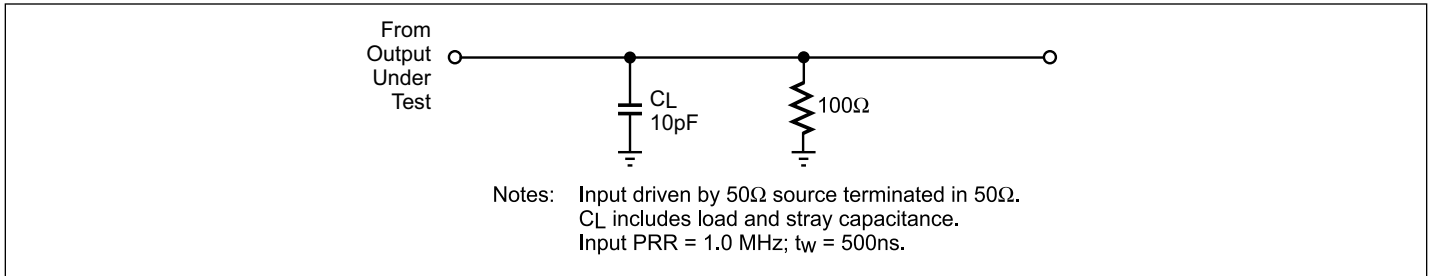 From
Output
Under
Test
CL
10pF
100Ω
Notes: Input driven by 50Ω source terminated in 50Ω.
CL includes load and stray capacitance.
Input PRR = 1.0 MHz; tW = 500ns.